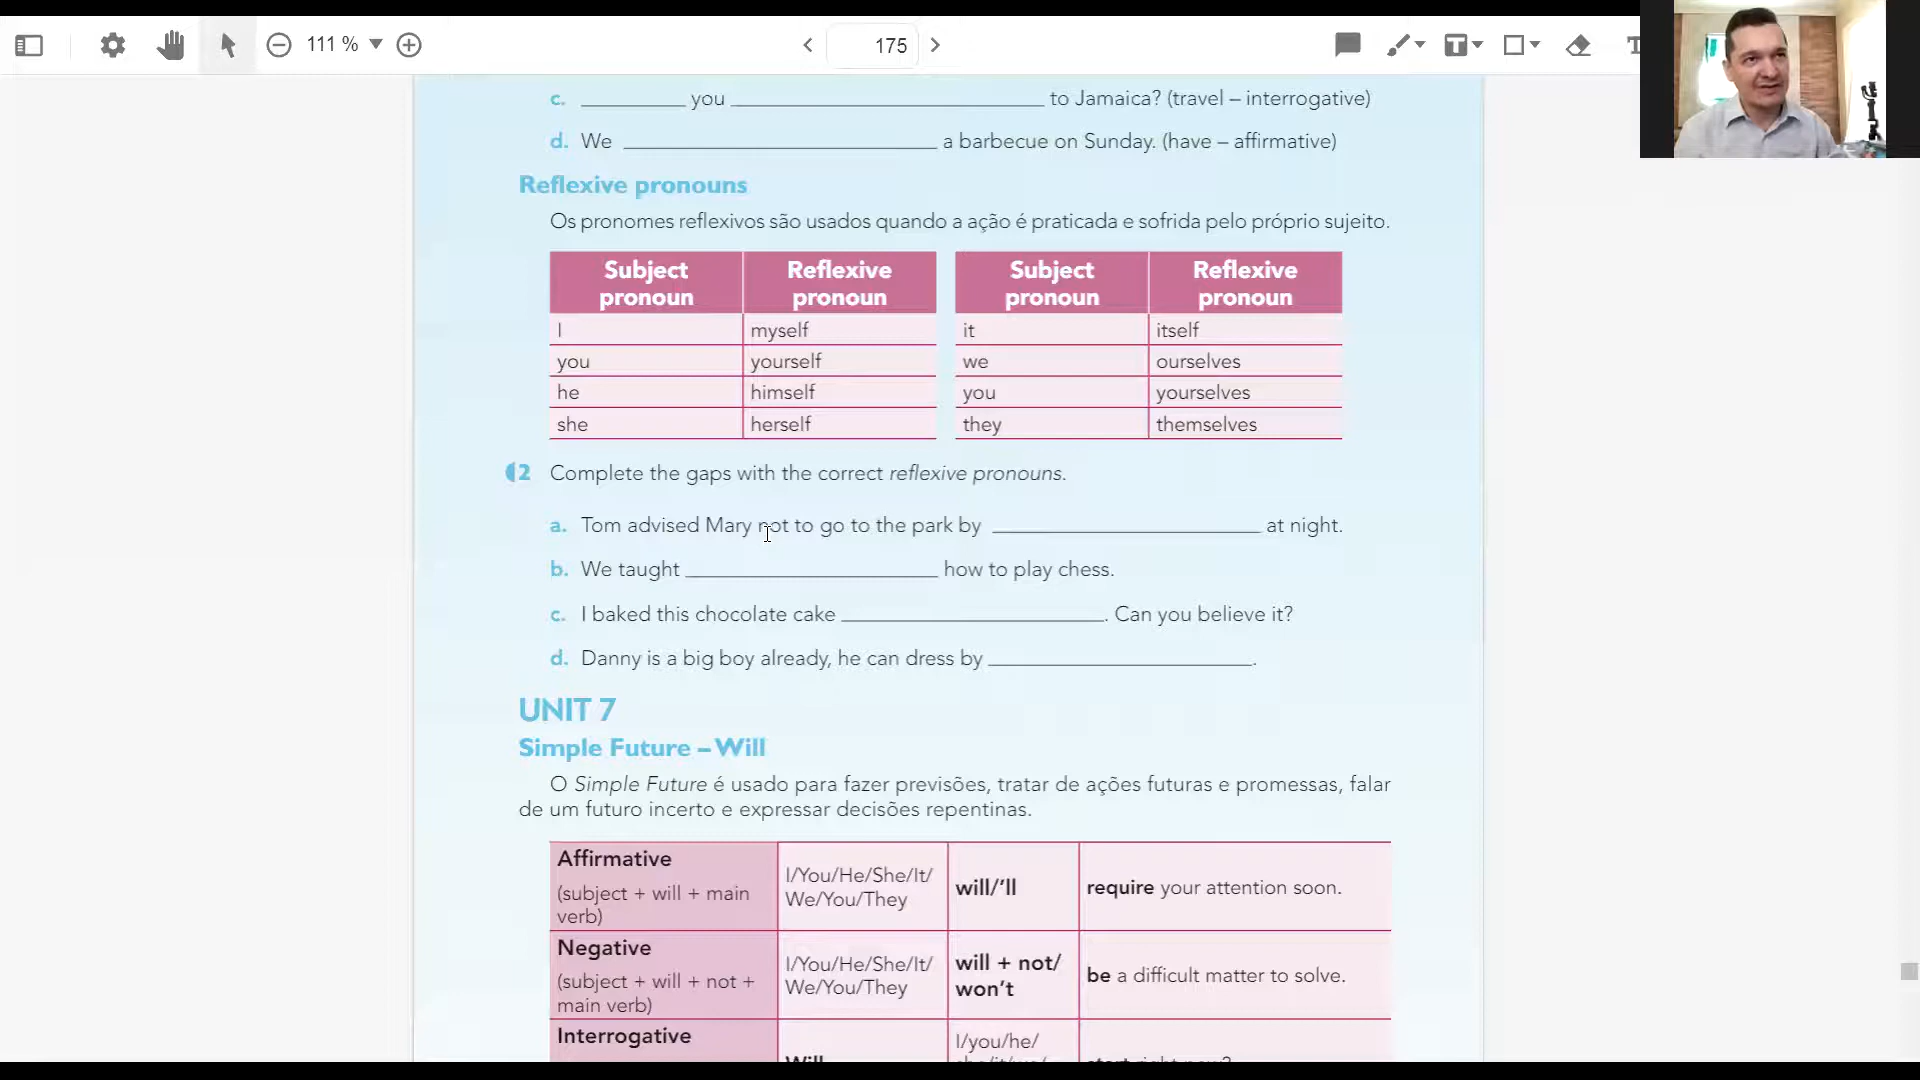 111 %
175
c. ________ you ________________________ to Jamaica? (travel – interrogative)
d. We ________________________ a barbecue on Sunday. (have – affirmative)
Reflexive pronouns
Os pronomes reflexivos são usados quando a ação é praticada e sofrida pelo próprio sujeito.
Subject pronoun Reflexive pronoun Subject pronoun Reflexive pronoun
I myself it itself
you yourself we ourselves
he himself you yourselves
she herself they themselves
2 Complete the gaps with the correct reflexive pronouns.
a. Tom advised Mary not to go to the park by ____________________ at night.
b. We taught ____________________ how to play chess.
c. I baked this chocolate cake ____________________. Can you believe it?
d. Danny is a big boy already, he can dress by ____________________.
UNIT 7
Simple Future – Will
O Simple Future é usado para fazer previsões, tratar de ações futuras e promessas, falar
de um futuro incerto e expressar decisões repentinas.
Affirmative
(subject + will + main
verb)
I/You/He/She/It/
We/You/They
will/'ll
require your attention soon.
Negative
(subject + will + not +
main verb)
I/You/He/She/It/
We/You/They
will + not/
won't
be a difficult matter to solve.
Interrogative
Will
I/you/he/